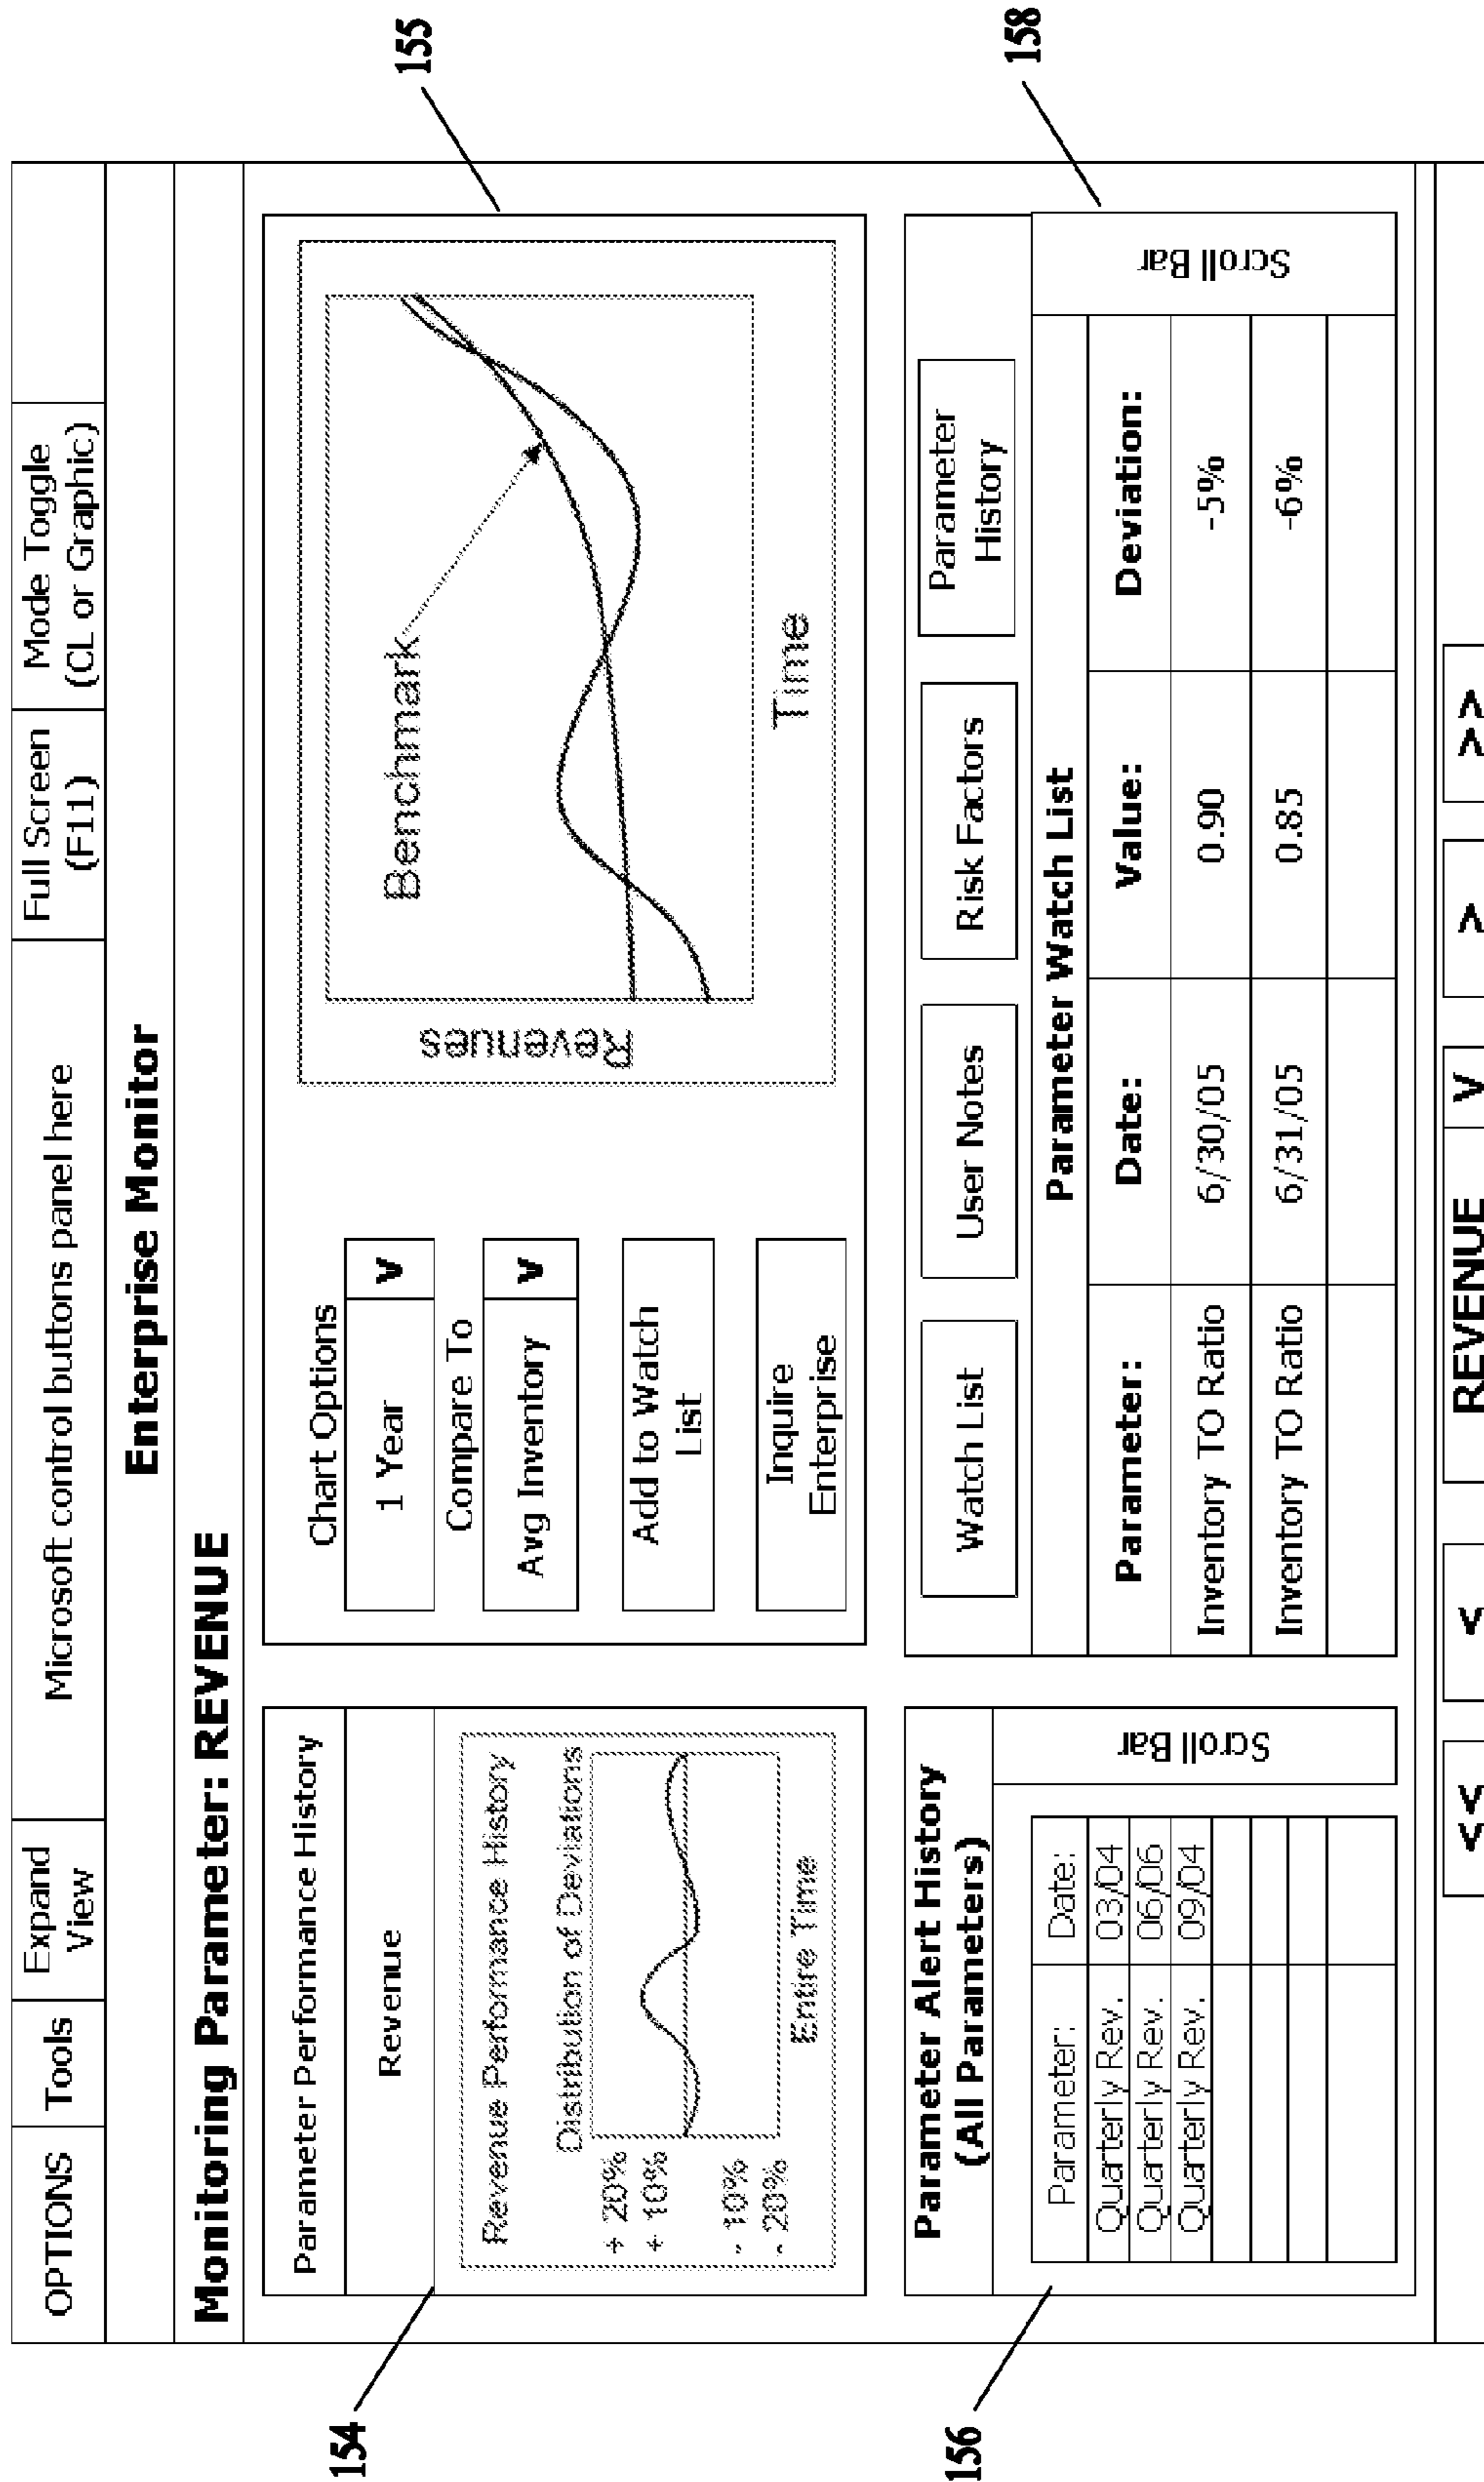 OPTIONS Tools Expand View Microsoft control buttons panel here Full Screen (F11) Mode Toggle (CL or Graphic)
Enterprise Monitor
Monitoring Parameter: REVENUE
Parameter Performance History
Revenue
Revenue Performance History
Distribution of Deviations
+ 20%
+ 10%
- 10%
- 20%
Entire Time
154
Chart Options
1 Year V
Compare To
Avg Inventory V
Add to Watch
List
Inquire
Enterprise
Revenues
Benchmark
Time
155
Parameter Alert History
(All Parameters)
Parameter: Date:
Quarterly Rev. 03/04
Quarterly Rev. 06/06
Quarterly Rev. 09/04
Scroll Bar
156
Watch List User Notes Risk Factors Parameter History
Parameter Watch List
Parameter: Date: Value: Deviation:
Inventory TO Ratio 6/30/05 0.90 -5%
Inventory TO Ratio 6/31/05 0.85 -6%
Scroll Bar
158
<< < REVENUE V > >>